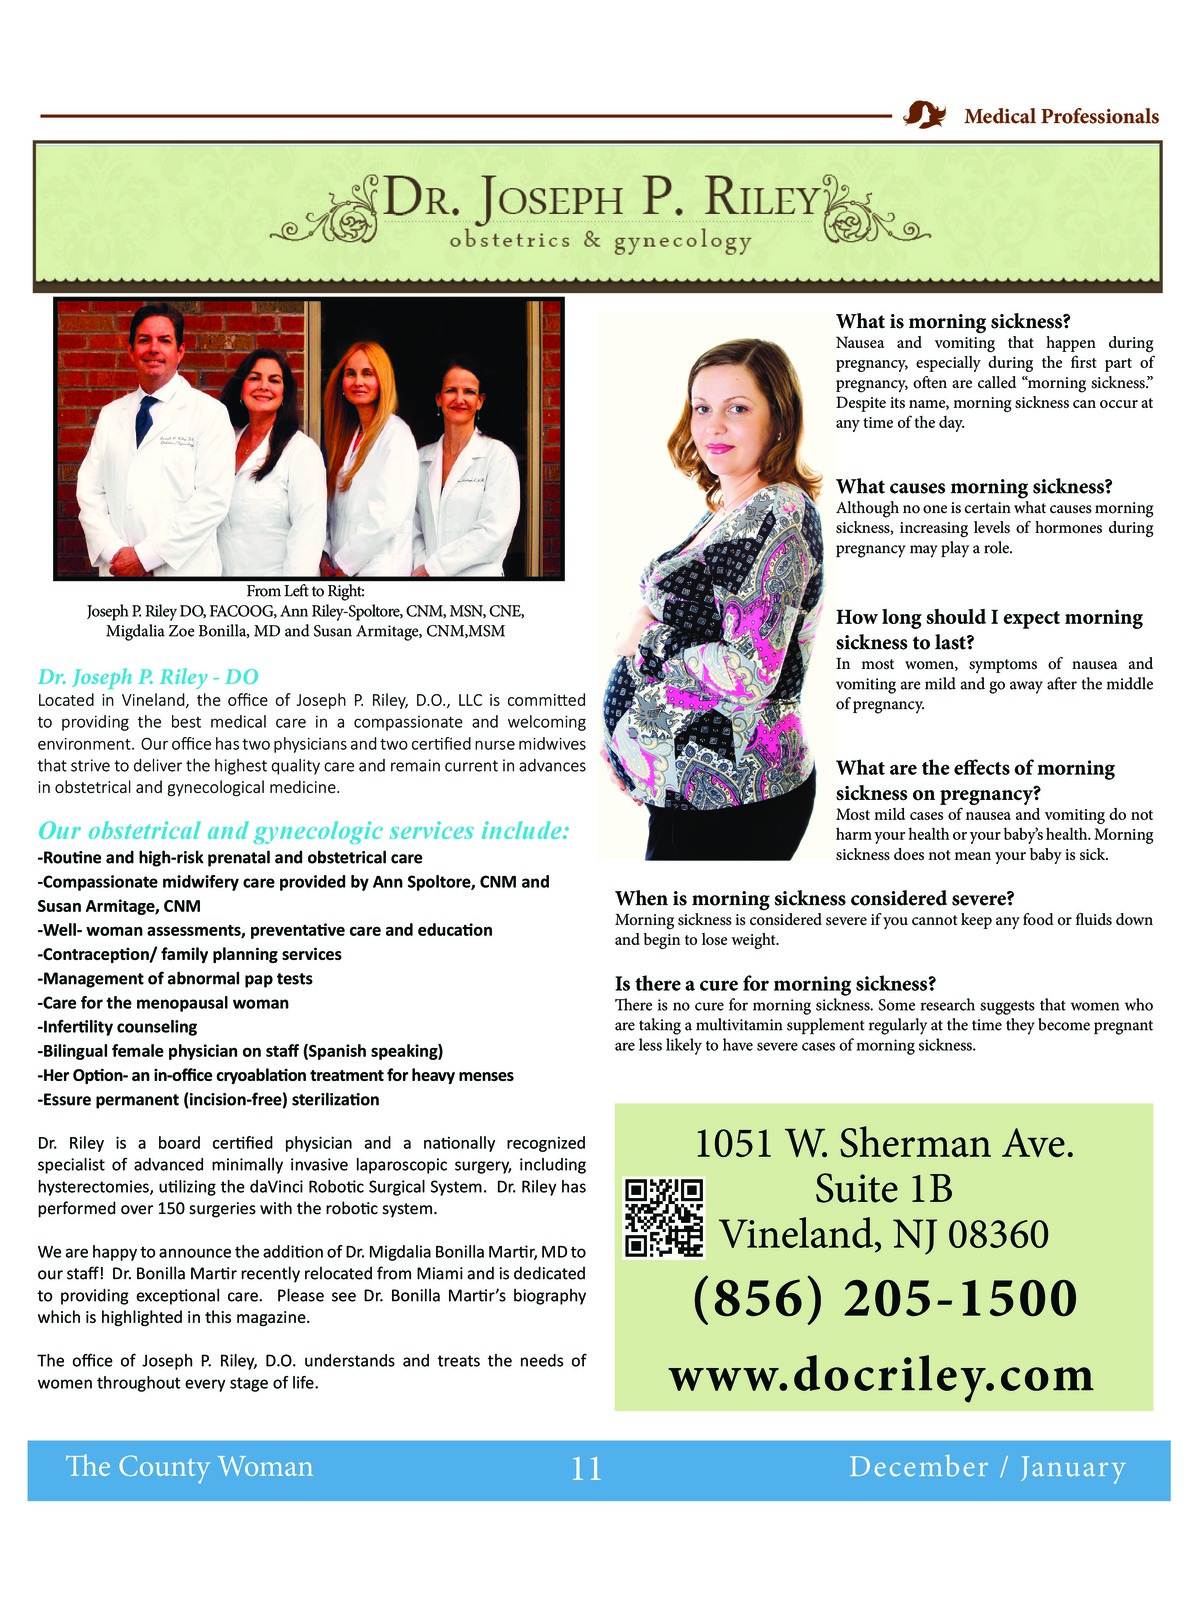 Medical Professionals
DR. JOSEPH P. RILEY
obstetrics & gynecology
From Left to Right:
Joseph P. Riley DO, FACOOG, Ann Riley-Spoltore, CNM, MSN, CNE,
Migdalia Zoe Bonilla, MD and Susan Armitage, CNM,MSM
Dr. Joseph P. Riley - DO
Located in Vineland, the office of Joseph P. Riley, D.O., LLC is committed
to providing the best medical care in a compassionate and welcoming
environment. Our office has two physicians and two certified nurse midwives
that strive to deliver the highest quality care and remain current in advances
in obstetrical and gynecological medicine.
Our obstetrical and gynecologic services include:
-Routine and high-risk prenatal and obstetrical care
-Compassionate midwifery care provided by Ann Spoltore, CNM and
Susan Armitage, CNM
-Well- woman assessments, preventative care and education
-Contraception/ family planning services
-Management of abnormal pap tests
-Care for the menopausal woman
-Infertility counseling
-Bilingual female physician on staff (Spanish speaking)
-Her Option- an in-office cryoablation treatment for heavy menses
-Essure permanent (incision-free) sterilization
Dr. Riley is a board certified physician and a nationally recognized
specialist of advanced minimally invasive laparoscopic surgery, including
hysterectomies, utilizing the daVinci Robotic Surgical System. Dr. Riley has
performed over 150 surgeries with the robotic system.
We are happy to announce the addition of Dr. Migdalia Bonilla Martir, MD to
our staff! Dr. Bonilla Martir recently relocated from Miami and is dedicated
to providing exceptional care. Please see Dr. Bonilla Martir's biography
which is highlighted in this magazine.
The office of Joseph P. Riley, D.O. understands and treats the needs of
women throughout every stage of life.
What is morning sickness?
Nausea and vomiting that happen during
pregnancy, especially during the first part of
pregnancy, often are called “morning sickness.”
Despite its name, morning sickness can occur at
any time of the day.
What causes morning sickness?
Although no one is certain what causes morning
sickness, increasing levels of hormones during
pregnancy may play a role.
How long should I expect morning
sickness to last?
In most women, symptoms of nausea and
vomiting are mild and go away after the middle
of pregnancy.
What are the effects of morning
sickness on pregnancy?
Most mild cases of nausea and vomiting do not
harm your health or your baby's health. Morning
sickness does not mean your baby is sick.
When is morning sickness considered severe?
Morning sickness is considered severe if you cannot keep any food or fluids down
and begin to lose weight.
Is there a cure for morning sickness?
There is no cure for morning sickness. Some research suggests that women who
are taking a multivitamin supplement regularly at the time they become pregnant
are less likely to have severe cases of morning sickness.
1051 W. Sherman Ave.
Suite 1B
Vineland, NJ 08360
(856) 205-1500
www.docriley.com
The County Woman
11
December / January